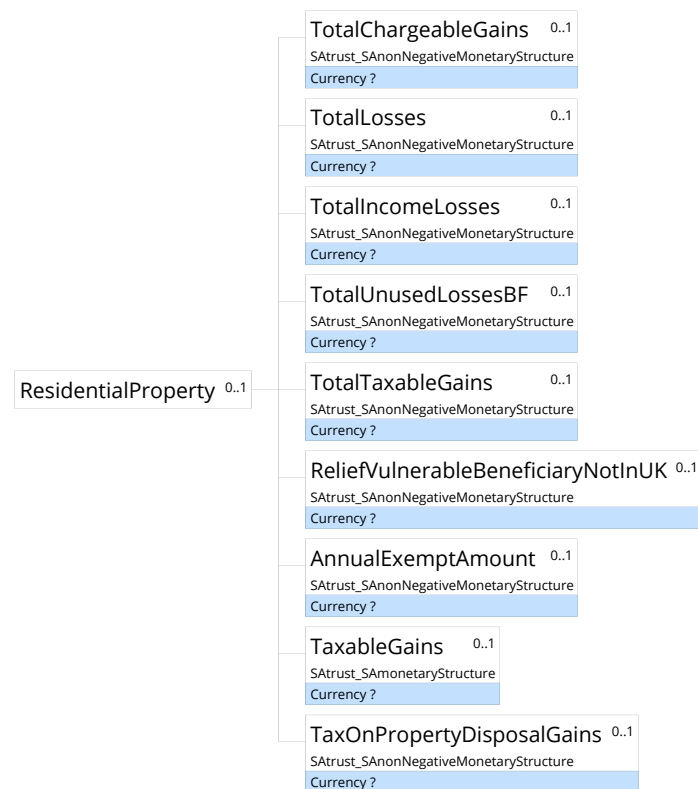 TotalChargeableGains 0..1
SAtrust_SAnonNegativeMonetaryStructure
Currency ?
TotalLosses 0..1
SAtrust_SAnonNegativeMonetaryStructure
Currency ?
TotalIncomeLosses 0..1
SAtrust_SAnonNegativeMonetaryStructure
Currency ?
TotalUnusedLossesBF 0..1
SAtrust_SAnonNegativeMonetaryStructure
Currency ?
ResidentialProperty 0..1
TotalTaxableGains 0..1
SAtrust_SAnonNegativeMonetaryStructure
Currency ?
ReliefVulnerableBeneficiaryNotInUK 0..1
SAtrust_SAnonNegativeMonetaryStructure
Currency ?
AnnualExemptAmount 0..1
SAtrust_SAnonNegativeMonetaryStructure
Currency ?
TaxableGains 0..1
SAtrust_SAmonetaryStructure
Currency ?
TaxOnPropertyDisposalGains 0..1
SAtrust_SAnonNegativeMonetaryStructure
Currency ?